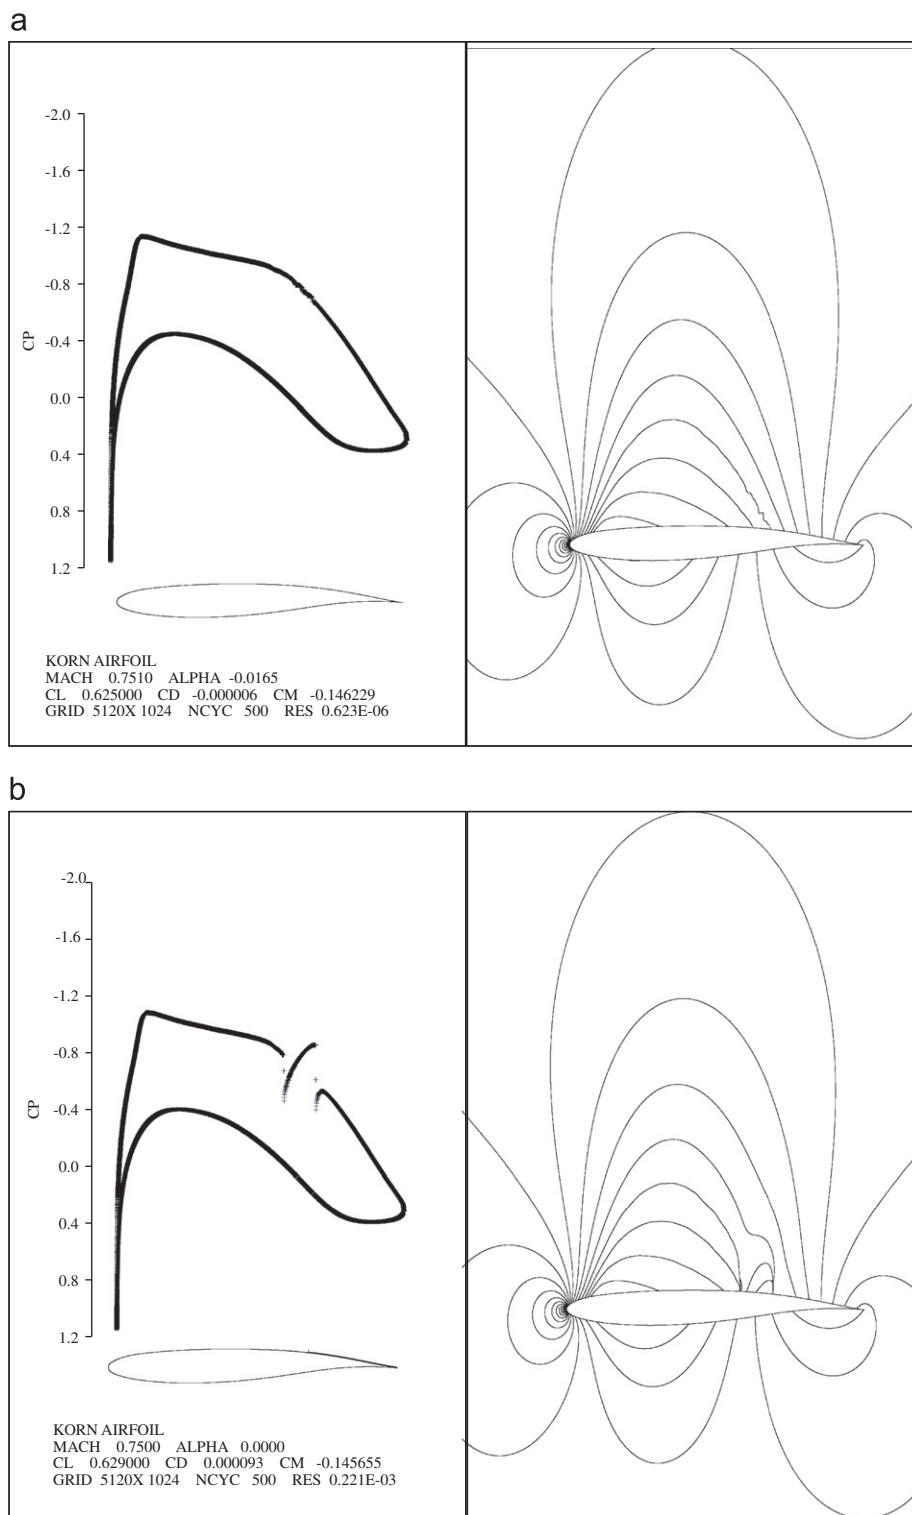 a
-2.0
-1.6
-1.2
-0.8
-0.4
0.0
0.4
0.8
1.2
CP
KORN AIRFOIL
MACH 0.7510 ALPHA -0.0165
CL 0.625000 CD -0.000006 CM -0.146229
GRID 5120X 1024 NCYC 500 RES 0.623E-06
b
-2.0
-1.6
-1.2
-0.8
-0.4
0.0
0.4
0.8
1.2
CP
KORN AIRFOIL
MACH 0.7500 ALPHA 0.0000
CL 0.629000 CD 0.000093 CM -0.145655
GRID 5120X 1024 NCYC 500 RES 0.221E-03